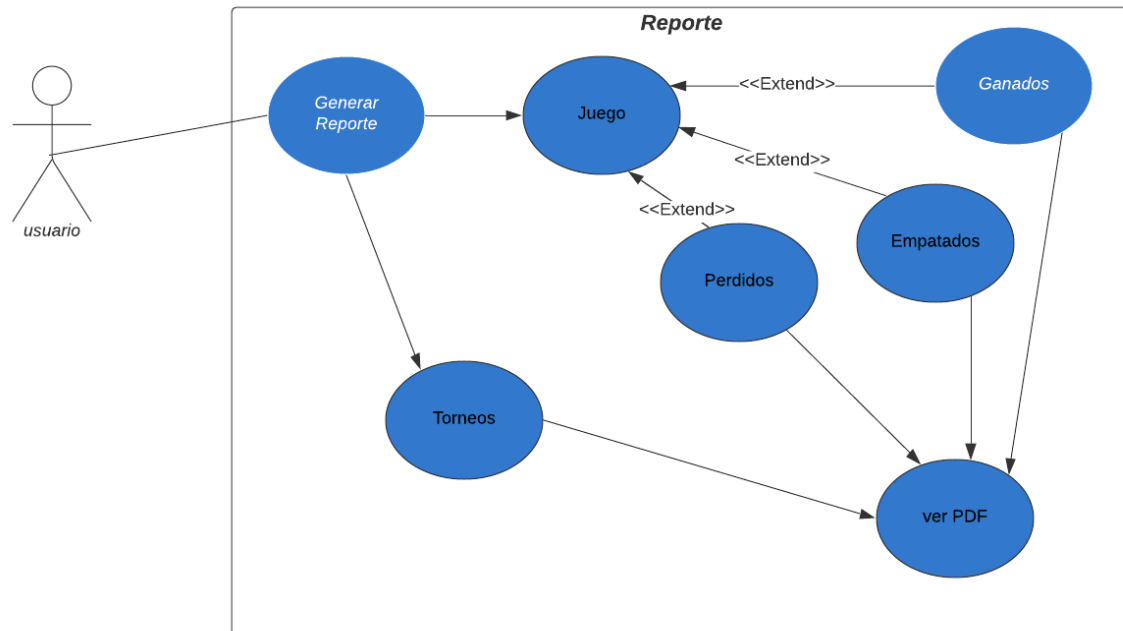 Reporte
Generar
Reporte
Juego
<<Extend>>
Ganados
<<Extend>>
<<Extend>>
Empatados
Perdidos
usuario
Torneos
ver PDF